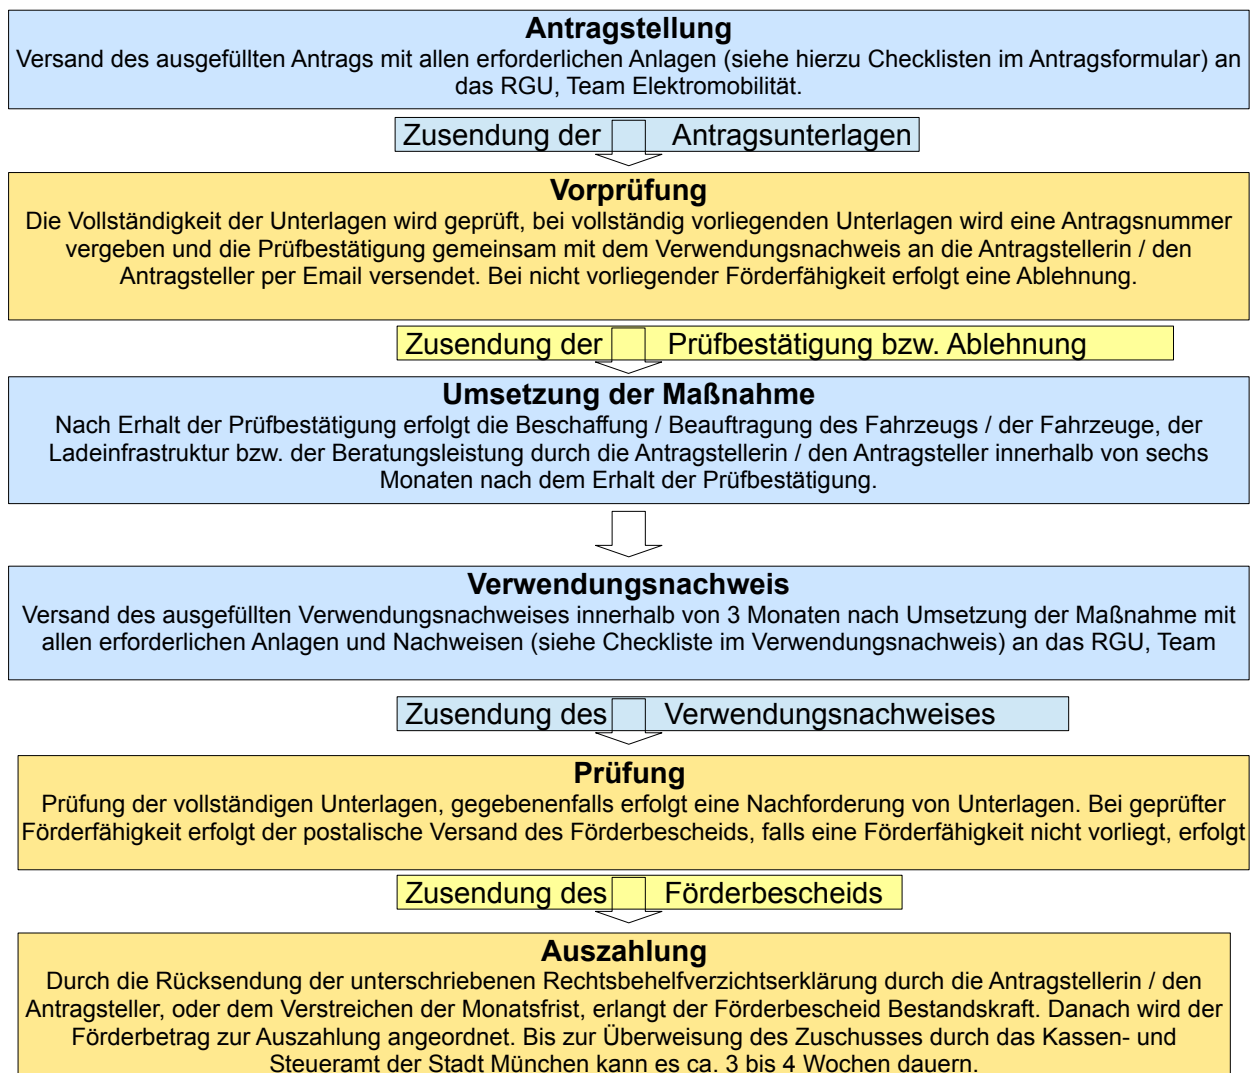 Antragstellung
Versand des ausgefüllten Antrags mit allen erforderlichen Anlagen (siehe hierzu Checklisten im Antragsformular) an
das RGU, Team Elektromobilität.
Zusendung der Antragsunterlagen
Vorprüfung
Die Vollständigkeit der Unterlagen wird geprüft, bei vollständig vorliegenden Unterlagen wird eine Antragsnummer
vergeben und die Prüfbestätigung gemeinsam mit dem Verwendungsnachweis an die Antragstellerin / den
Antragsteller per Email versendet. Bei nicht vorliegender Förderfähigkeit erfolgt eine Ablehnung.
Zusendung der Prüfbestätigung bzw. Ablehnung
Umsetzung der Maßnahme
Nach Erhalt der Prüfbestätigung erfolgt die Beschaffung / Beauftragung des Fahrzeugs / der Fahrzeuge, der
Ladeinfrastruktur bzw. der Beratungsleistung durch die Antragstellerin / den Antragsteller innerhalb von sechs
Monaten nach dem Erhalt der Prüfbestätigung.
Verwendungsnachweis
Versand des ausgefüllten Verwendungsnachweises innerhalb von 3 Monaten nach Umsetzung der Maßnahme mit
allen erforderlichen Anlagen und Nachweisen (siehe Checkliste im Verwendungsnachweis) an das RGU, Team
Zusendung des Verwendungsnachweises
Prüfung
Prüfung der vollständigen Unterlagen, gegebenenfalls erfolgt eine Nachforderung von Unterlagen. Bei geprüfter
Förderfähigkeit erfolgt der postalische Versand des Förderbescheids, falls eine Förderfähigkeit nicht vorliegt, erfolgt
Zusendung des Förderbescheids
Auszahlung
Durch die Rücksendung der unterschriebenen Rechtsbehelfverzichtserklärung durch die Antragstellerin / den
Antragsteller, oder dem Verstreichen der Monatsfrist, erlangt der Förderbescheid Bestandskraft. Danach wird der
Förderbetrag zur Auszahlung angeordnet. Bis zur Überweisung des Zuschusses durch das Kassen- und
Steueramt der Stadt München kann es ca. 3 bis 4 Wochen dauern.